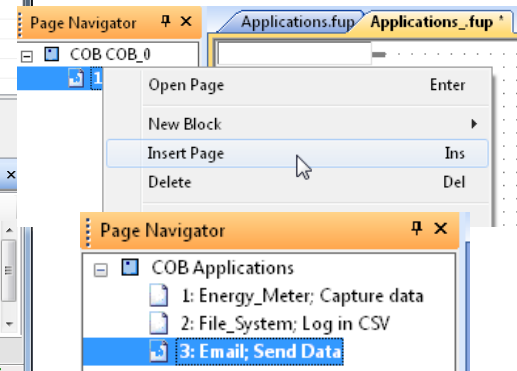 Page Navigator
Applications.fup
Applications_.fup *
COB COB_0
1
Open Page Enter
New Block
Insert Page Ins
Delete Del
Page Navigator
COB Applications
1: Energy_Meter; Capture data
2: File_System; Log in CSV
3: Email; Send Data